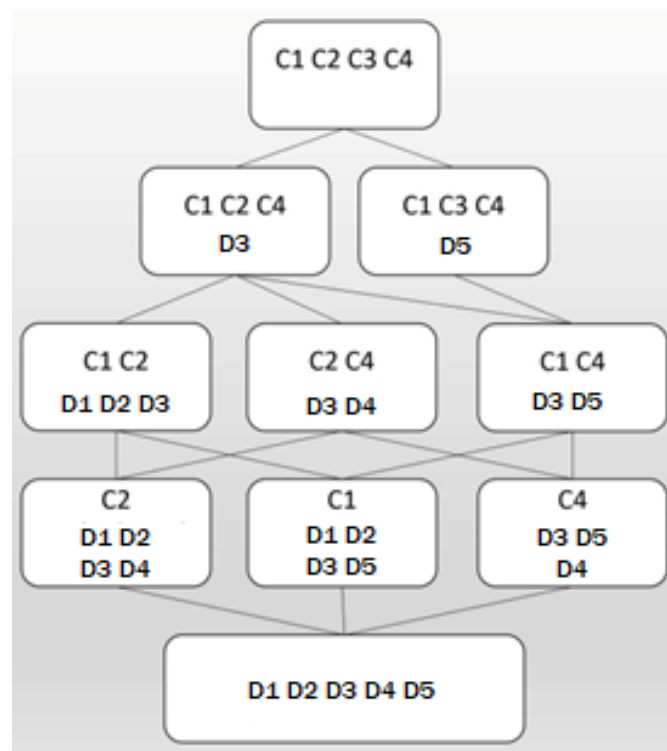 C1 C2 C3 C4
C1 C2 C4
D3
C1 C3 C4
D5
C1 C2
D1 D2 D3
C2 C4
D3 D4
C1 C4
D3 D5
C2
D1 D2
D3 D4
C1
D1 D2
D3 D5
C4
D3 D5
D4
D1 D2 D3 D4 D5